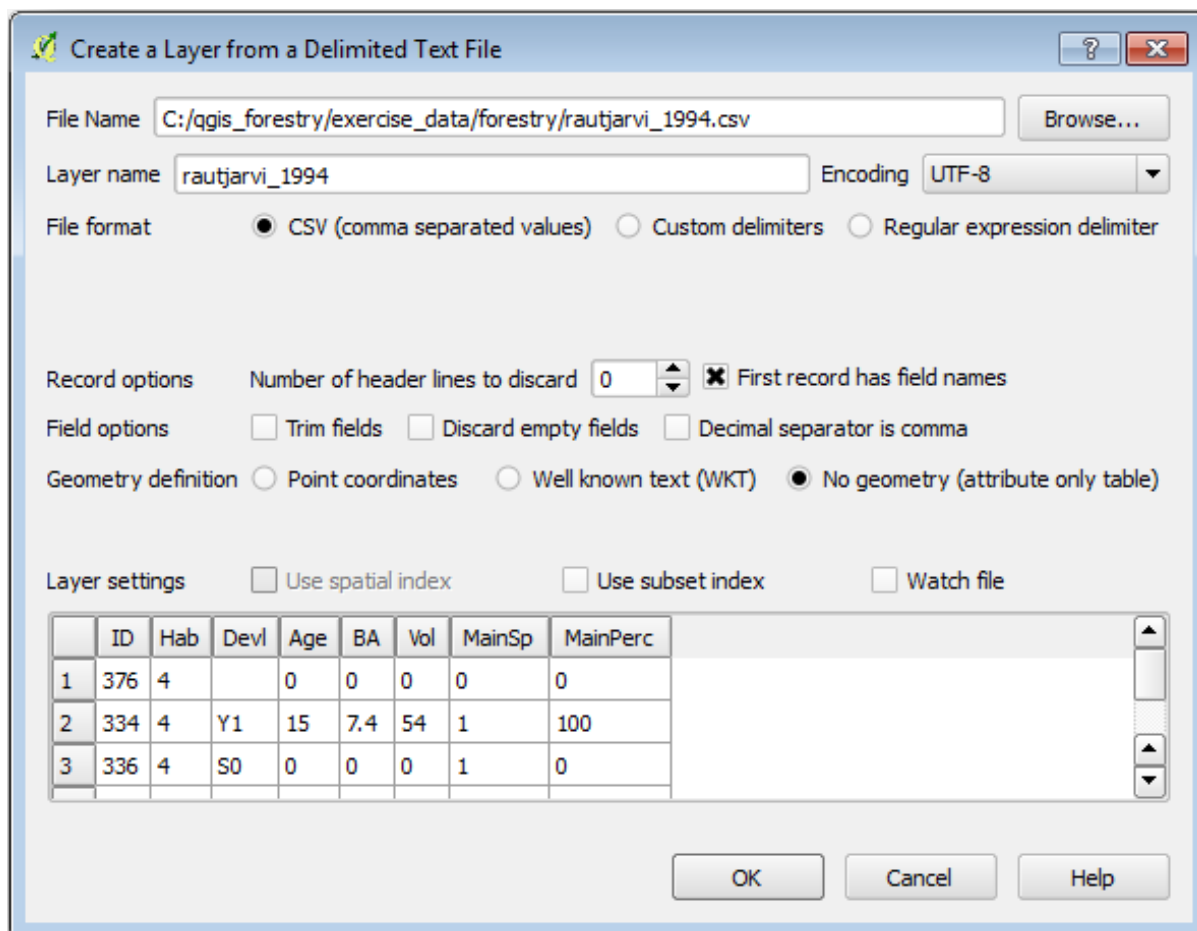 Create a Layer from a Delimited Text File ?
File Name C:/qgis_forestry/exercise_data/forestry/rautjarvi_1994.csv Browse...
Layer name rautjarvi_1994 Encoding UTF-8
File format CSV (comma separated values) Custom delimiters Regular expression delimiter
Record options Number of header lines to discard 0 First record has field names
Field options Trim fields Discard empty fields Decimal separator is comma
Geometry definition Point coordinates Well known text (WKT) No geometry (attribute only table)
Layer settings Use spatial index Use subset index Watch file
ID Hab Devl Age BA Vol MainSp MainPerc
1 376 4 0 0 0 0 0
2 334 4 Y1 15 7.4 54 1 100
3 336 4 S0 0 0 0 1 0
OK Cancel Help